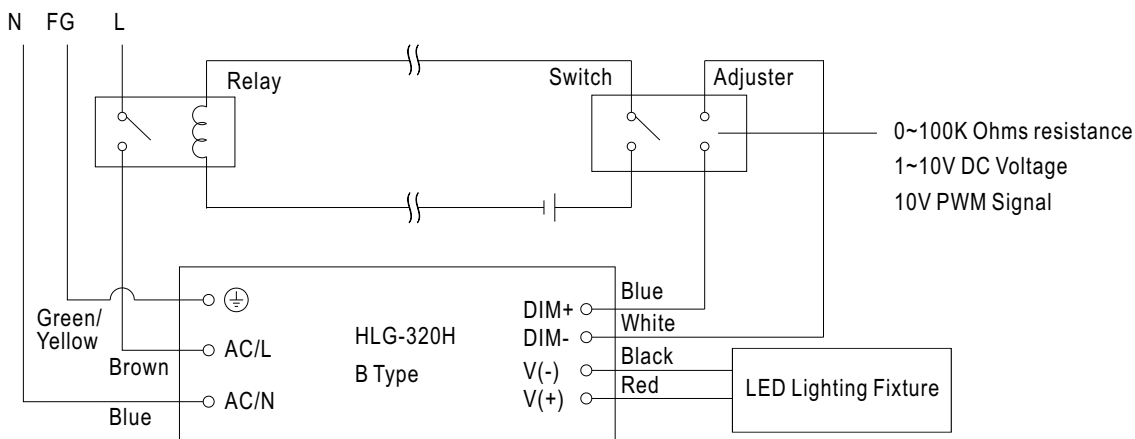 N FG L
Relay
Switch
Adjuster
0~100K Ohms resistance
1~10V DC Voltage
10V PWM Signal
Green/
Yellow
Brown
Blue
AC/L
AC/N
HLG-320H
B Type
DIM+
DIM-
V(-)
V(+)
Blue
White
Black
Red
LED Lighting Fixture